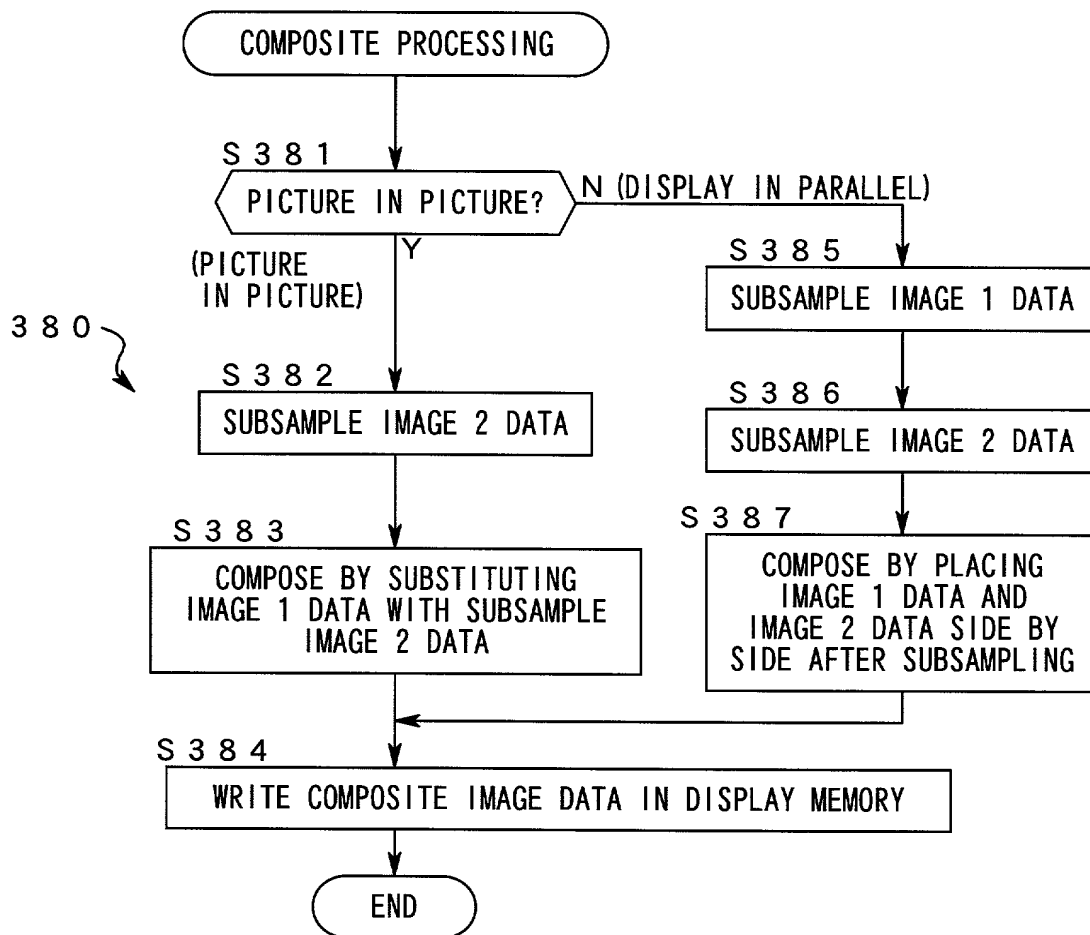 COMPOSITE PROCESSING
S381
PICTURE IN PICTURE?
N (DISPLAY IN PARALLEL)
Y
(PICTURE
IN PICTURE)
380
S382
SUBSAMPLE IMAGE 2 DATA
S383
COMPOSE BY SUBSTITUTING
IMAGE 1 DATA WITH SUBSAMPLE
IMAGE 2 DATA
S385
SUBSAMPLE IMAGE 1 DATA
S386
SUBSAMPLE IMAGE 2 DATA
S387
COMPOSE BY PLACING
IMAGE 1 DATA AND
IMAGE 2 DATA SIDE BY
SIDE AFTER SUBSAMPLING
S384
WRITE COMPOSITE IMAGE DATA IN DISPLAY MEMORY
END